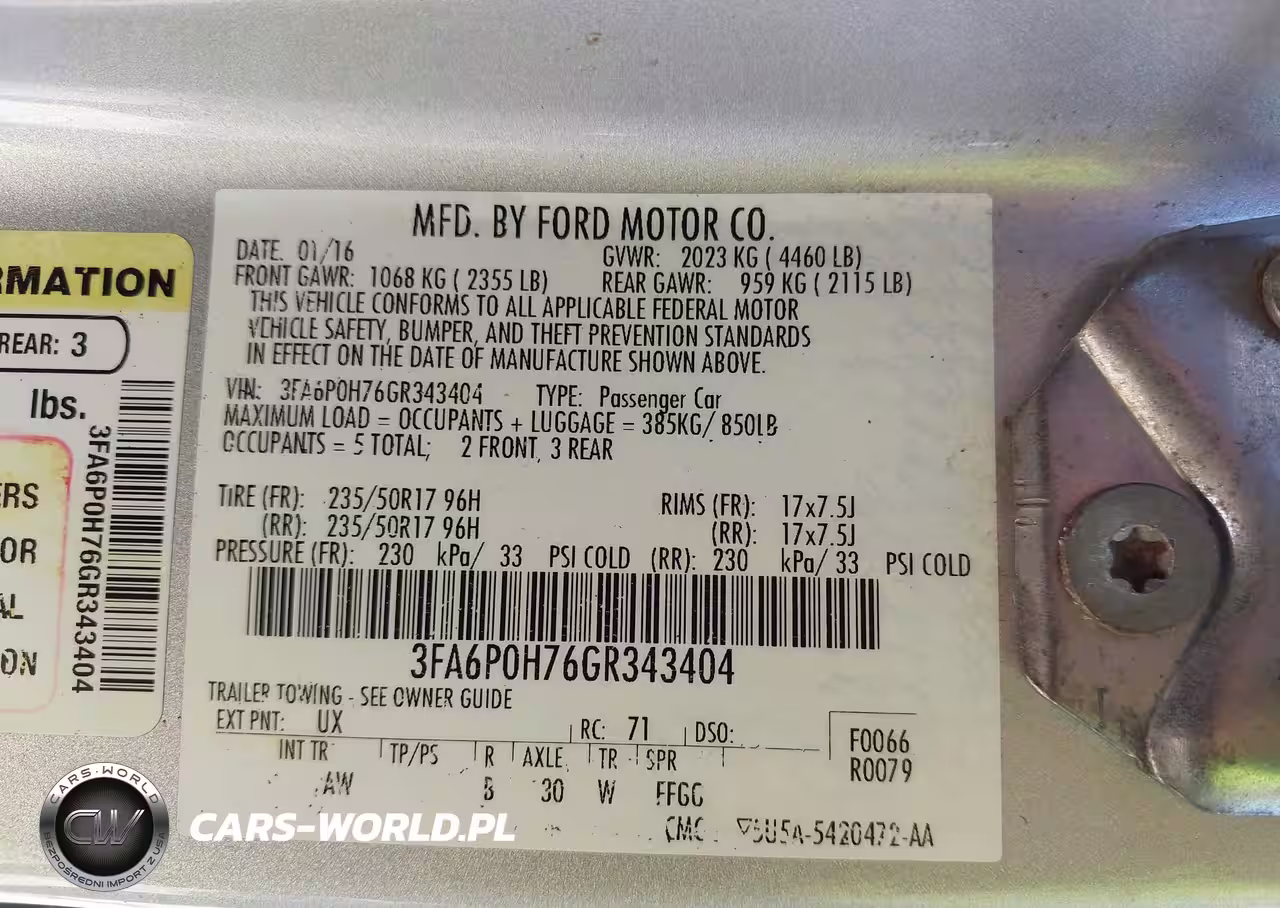 MFD. BY FORD MOTOR CO.
DATE. 01/16 GVWR: 2023 KG ( 4460 LB)
FRONT GAWR: 1068 KG ( 2355 LB) REAR GAWR: 959 KG ( 2115 LB)
THIS VEHICLE CONFORMS TO ALL APPLICABLE FEDERAL MOTOR
VEHICLE SAFETY, BUMPER, AND THEFT PREVENTION STANDARDS
IN EFFECT ON THE DATE OF MANUFACTURE SHOWN ABOVE.
VIN: 3FA6P0H76GR343404 TYPE: Passenger Car
MAXIMUM LOAD = OCCUPANTS + LUGGAGE = 385KG/ 850LB
OCCUPANTS = 5 TOTAL; 2 FRONT, 3 REAR
TIRE (FR): 235/50R17 96H RIMS (FR): 17x7.5J
(RR): 235/50R17 96H (RR): 17x7.5J
PRESSURE (FR): 230 kPa/ 33 PSI COLD (RR): 230 kPa/ 33 PSI COLD
3FA6P0H76GR343404
TRAILER TOWING - SEE OWNER GUIDE
EXT PNT: UX RC: 71 DSO:
F0066
R0079
INT TR TP/PS R AXLE TR SPR
AW B 30 W FFGG
CMC 5U5A-5420472-AA
RMATION
REAR: 3
lbs.
3FA6P0H76GR343404
ERS
OR
AL
ON
CARS-WORLD
CW
BEZPOŚREDNI IMPORT Z USA
CARS-WORLD.PL